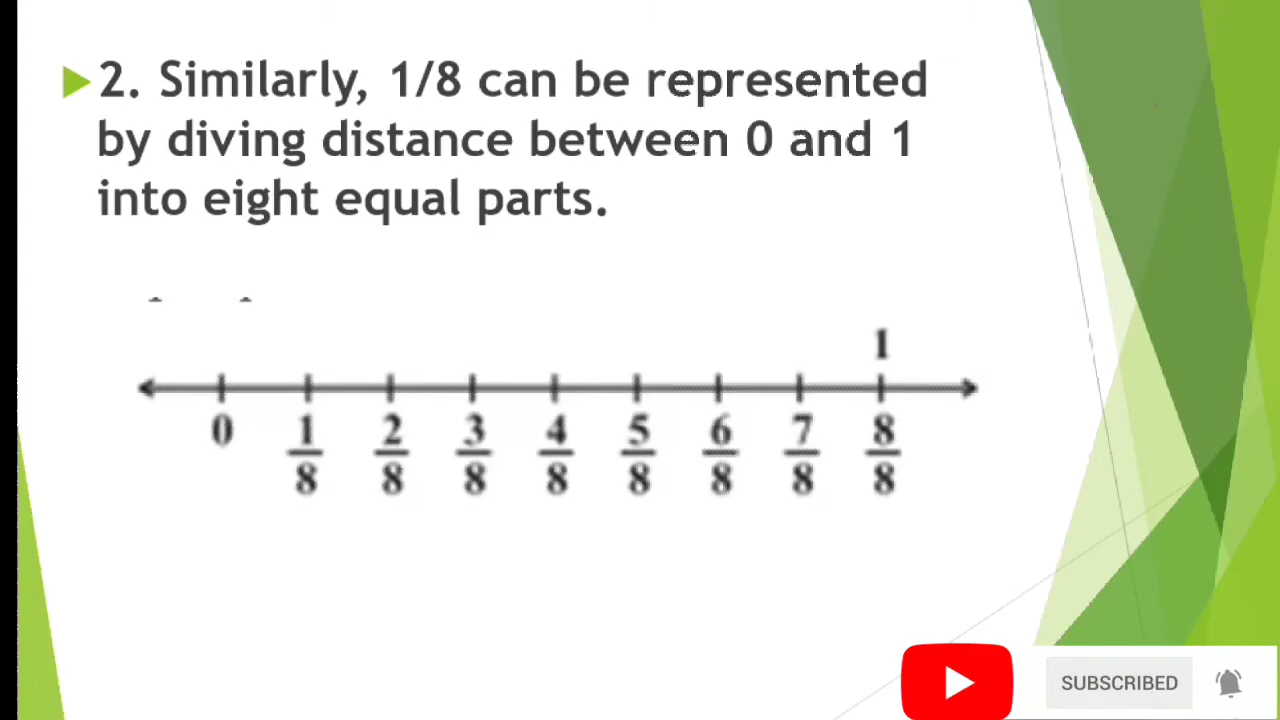 2. Similarly, 1/8 can be represented
by diving distance between 0 and 1
into eight equal parts.
1
0 1/8 2/8 3/8 4/8 5/8 6/8 7/8 8/8
SUBSCRIBED